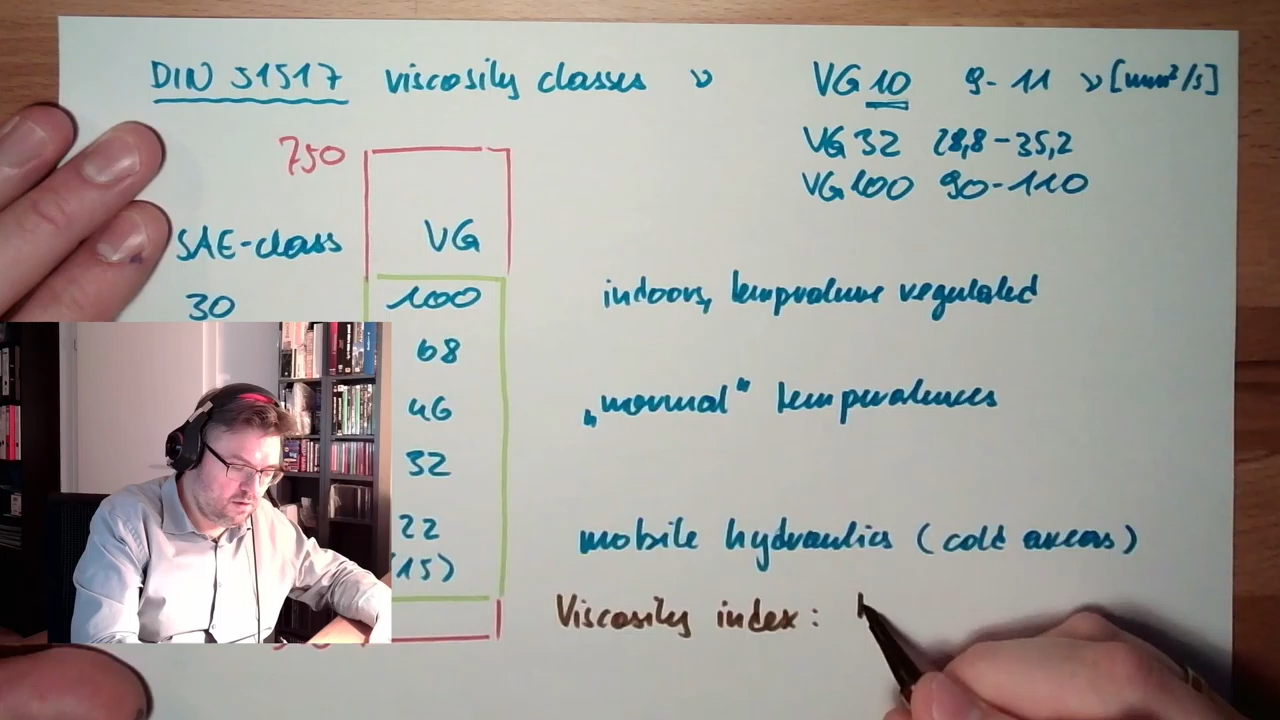 DIN 51517 viscosity classes ν VG 10 9-11 ν [mm²/s]
VG 32 28,8-35,2
VG 100 90-110
750
SAE-class VG
30 100 indoors, temprature regulated
68
46 „normal“ tempratures
32
22 mobile hydraulics (cold areas)
(15)
Viscosity index: